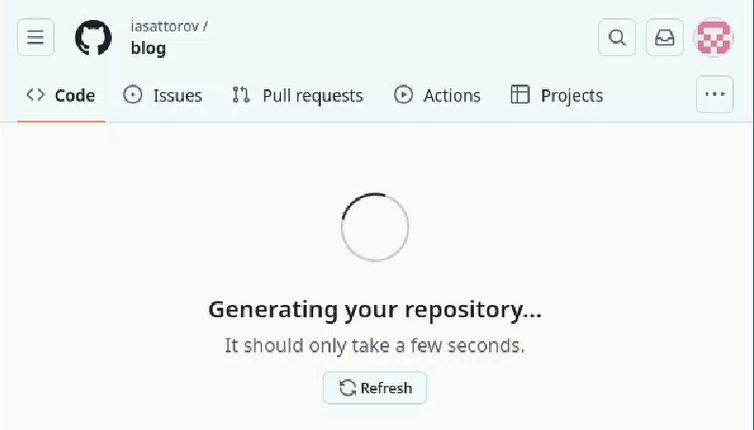 iasattorov /
blog
Code Issues Pull requests Actions Projects
Generating your repository...
It should only take a few seconds.
Refresh